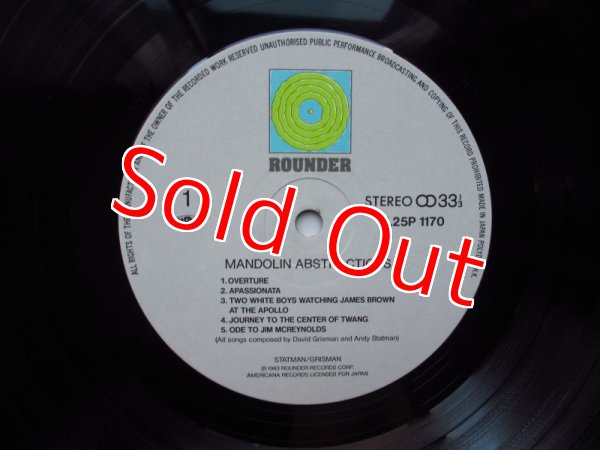 ALL RIGHTS OF THE MANUFACTURER AND OF THE OWNER OF THE RECORDED WORK RESERVED UNAUTHORISED PUBLIC PERFORMANCE BROADCASTING AND COPYING OF THIS RECORD PROHIBITED MADE IN JAPAN
ROUNDER
1
STEREO 33⅓
25P 1170
Sold Out
MANDOLIN ABSTRACTIONS
1. OVERTURE
2. APASSIONATA
3. TWO WHITE BOYS WATCHING JAMES BROWN
AT THE APOLLO
4. JOURNEY TO THE CENTER OF TWANG
5. ODE TO JIM MCREYNOLDS
(All songs composed by David Grisman and Andy Statman)
STATMAN/GRISMAN
℗ 1983 ROUNDER RECORDS CORP.
AMERICANA RECORDS LICENSED FOR JAPAN